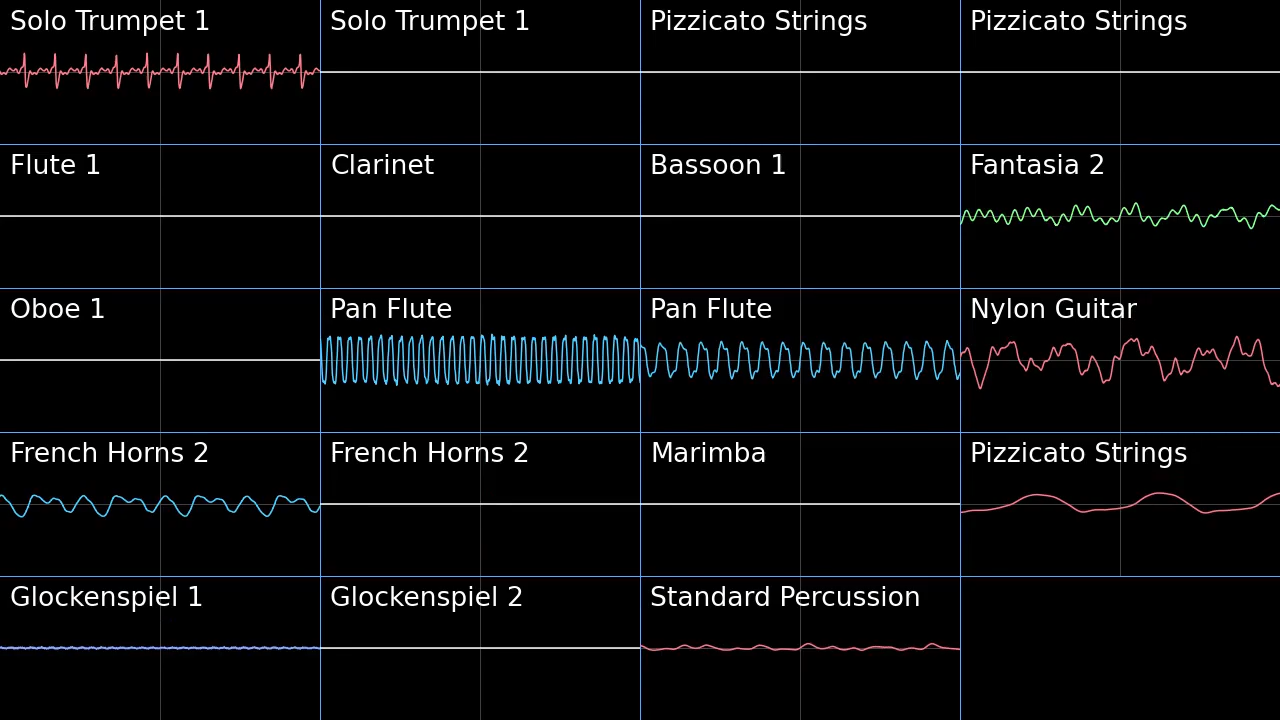 Solo Trumpet 1
Solo Trumpet 1
Pizzicato Strings
Pizzicato Strings
Flute 1
Clarinet
Bassoon 1
Fantasia 2
Oboe 1
Pan Flute
Pan Flute
Nylon Guitar
French Horns 2
French Horns 2
Marimba
Pizzicato Strings
Glockenspiel 1
Glockenspiel 2
Standard Percussion